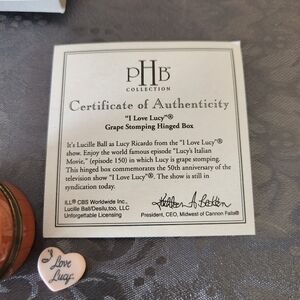 PHB
COLLECTION
Certificate of Authenticity
"I Love Lucy"®
Grape Stomping Hinged Box
It's Lucille Ball as Lucy Ricardo from the "I Love Lucy"®
show. Enjoy the world famous episode "Lucy's Italian
Movie," (episode 150) in which Lucy is grape stomping.
This hinged box commemorates the 50th anniversary of the
television show "I Love Lucy"®. The show is still in
syndication today.
ILL® CBS Worldwide Inc.
Lucille Ball/Desilu,too, LLC
Unforgettable Licensing
President, CEO, Midwest of Cannon Falls®
I Love
Lucy